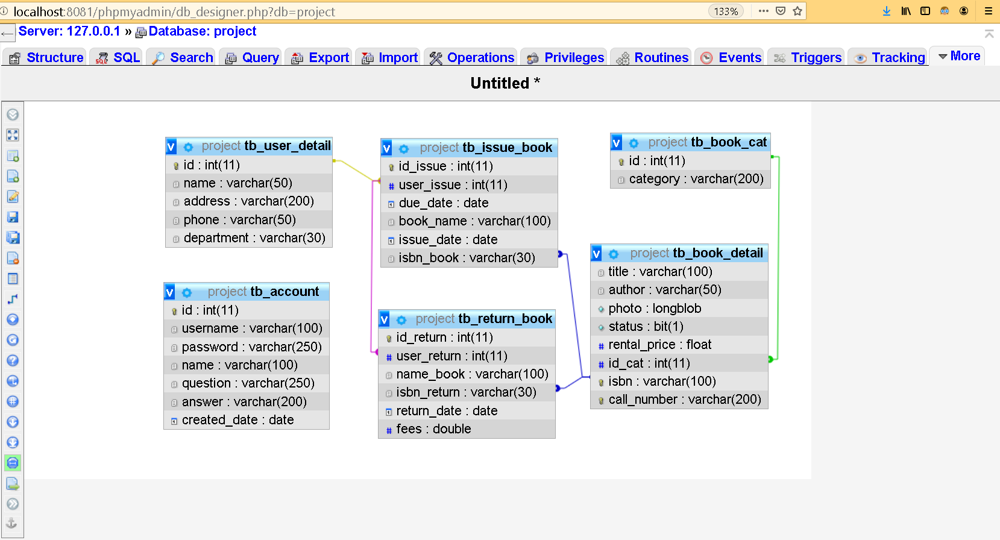 localhost:8081/phpmyadmin/db_designer.php?db=project 133%
Server: 127.0.0.1 » Database: project
Structure SQL Search Query Export Import Operations Privileges Routines Events Triggers Tracking More
Untitled *
v project tb_user_detail
id : int(11)
name : varchar(50)
address : varchar(200)
phone : varchar(50)
department : varchar(30)
v project tb_issue_book
id_issue : int(11)
user_issue : int(11)
due_date : date
book_name : varchar(100)
issue_date : date
isbn_book : varchar(30)
v project tb_book_cat
id : int(11)
category : varchar(200)
v project tb_account
id : int(11)
username : varchar(100)
password : varchar(250)
name : varchar(100)
question : varchar(250)
answer : varchar(200)
created_date : date
v project tb_return_book
id_return : int(11)
user_return : int(11)
name_book : varchar(100)
isbn_return : varchar(30)
return_date : date
fees : double
v project tb_book_detail
title : varchar(100)
author : varchar(50)
photo : longblob
status : bit(1)
rental_price : float
id_cat : int(11)
isbn : varchar(100)
call_number : varchar(200)